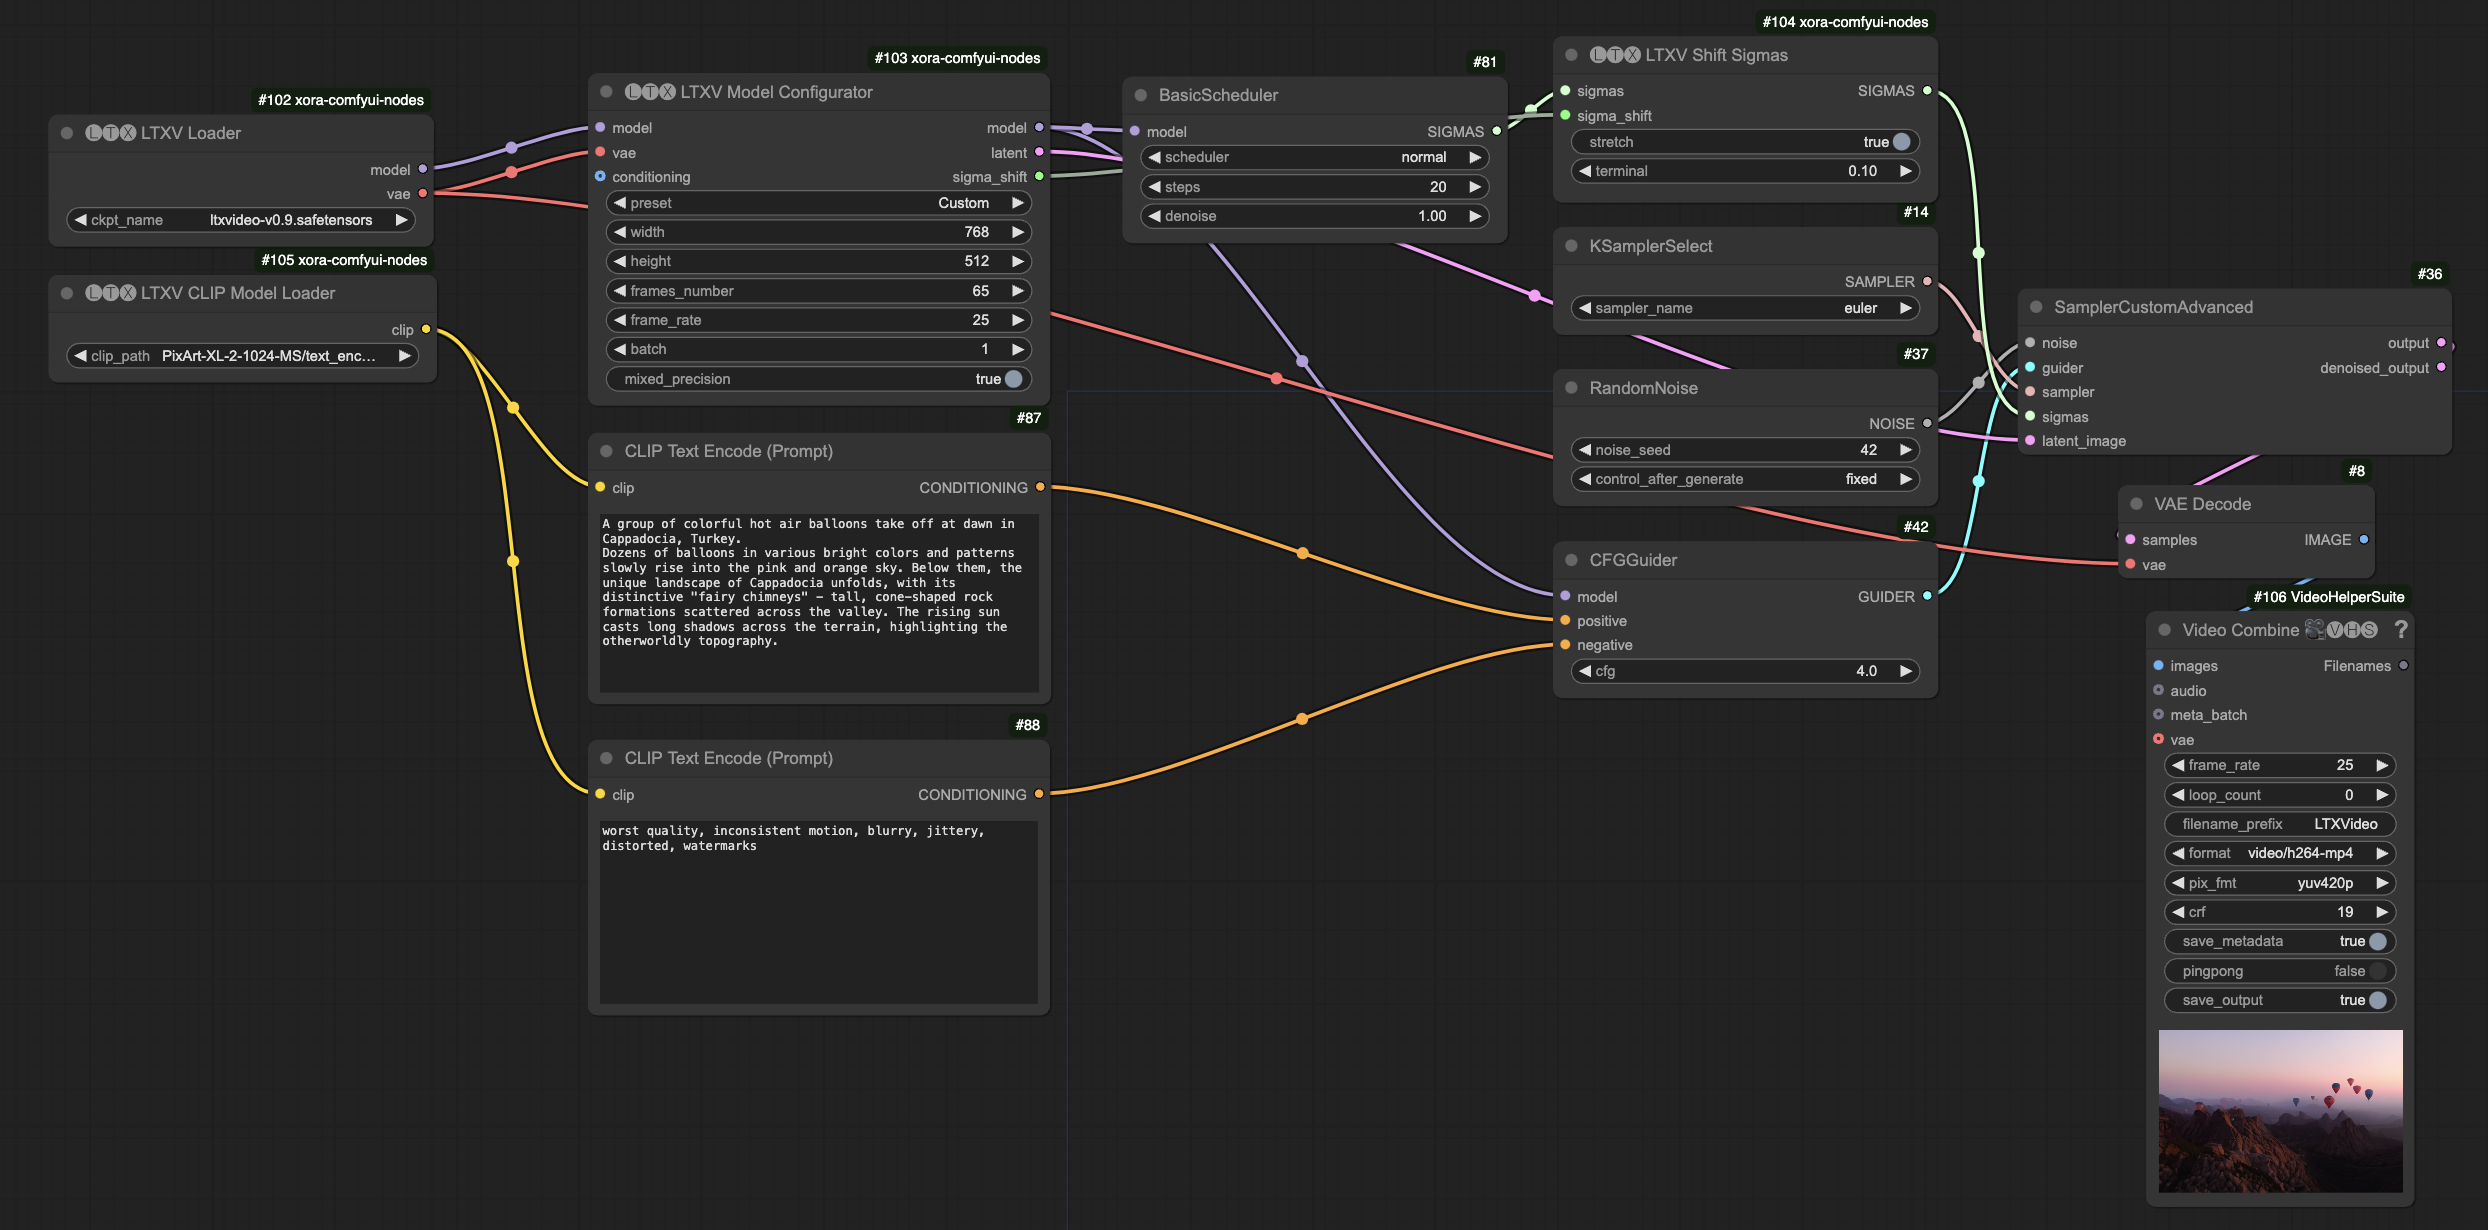 #102 xora-comfyui-nodes
LTX LTXV Loader
model
vae
ckpt_name ltxvideo-v0.9.safetensors
#105 xora-comfyui-nodes
LTX LTXV CLIP Model Loader
clip
clip_path PixArt-XL-2-1024-MS/text_enc...
#103 xora-comfyui-nodes
LTX LTXV Model Configurator
model model
vae latent
conditioning sigma_shift
preset Custom
width 768
height 512
frames_number 65
frame_rate 25
batch 1
mixed_precision true
#87
CLIP Text Encode (Prompt)
clip CONDITIONING
A group of colorful hot air balloons take off at dawn in
Cappadocia, Turkey.
Dozens of balloons in various bright colors and patterns
slowly rise into the pink and orange sky. Below them, the
unique landscape of Cappadocia unfolds, with its
distinctive "fairy chimneys" - tall, cone-shaped rock
formations scattered across the valley. The rising sun
casts long shadows across the terrain, highlighting the
otherworldly topography.
#88
CLIP Text Encode (Prompt)
clip CONDITIONING
worst quality, inconsistent motion, blurry, jittery,
distorted, watermarks
#81
BasicScheduler
model SIGMAS
scheduler normal
steps 20
denoise 1.00
#104 xora-comfyui-nodes
LTX LTXV Shift Sigmas
sigmas SIGMAS
sigma_shift
stretch true
terminal 0.10
#14
KSamplerSelect
SAMPLER
sampler_name euler
#37
RandomNoise
NOISE
noise_seed 42
control_after_generate fixed
#42
CFGGuider
model GUIDER
positive
negative
cfg 4.0
#36
SamplerCustomAdvanced
noise output
guider denoised_output
sampler
sigmas
latent_image
#8
VAE Decode
samples IMAGE
vae
#106 VideoHelperSuite
Video Combine 🎥VHS ?
images Filenames
audio
meta_batch
vae
frame_rate 25
loop_count 0
filename_prefix LTXVideo
format video/h264-mp4
pix_fmt yuv420p
crf 19
save_metadata true
pingpong false
save_output true